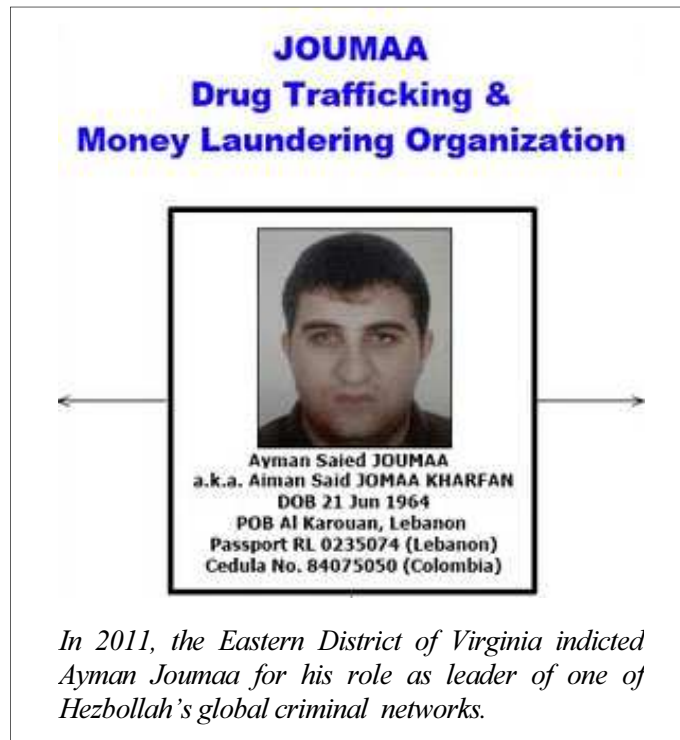 JOUMAA
Drug Trafficking &
Money Laundering Organization
Ayman Saied JOUMAA
a.k.a. Aiman Said JOMAA KHARFAN
DOB 21 Jun 1964
POB Al Karouan, Lebanon
Passport RL 0235074 (Lebanon)
Cedula No. 84075050 (Colombia)
In 2011, the Eastern District of Virginia indicted
Ayman Joumaa for his role as leader of one of
Hezbollah's global criminal networks.